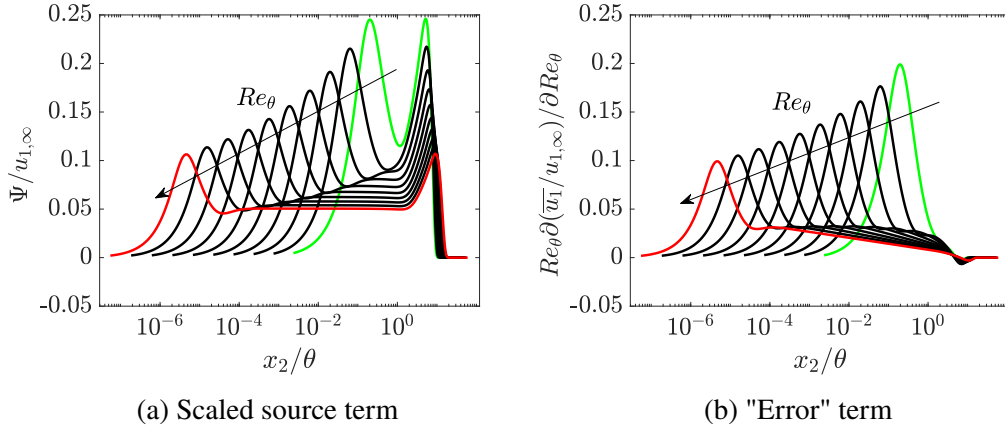 0.25
0.2
0.15
0.1
0.05
0
-0.05
Ψ/u_{1,∞}
Re_θ
10^{-6} 10^{-4} 10^{-2} 10^{0}
x_2/θ
(a) Scaled source term
0.25
0.2
0.15
0.1
0.05
0
-0.05
Re_θ∂(\overline{u_1}/u_{1,∞})/∂Re_θ
Re_θ
10^{-6} 10^{-4} 10^{-2} 10^{0}
x_2/θ
(b) "Error" term